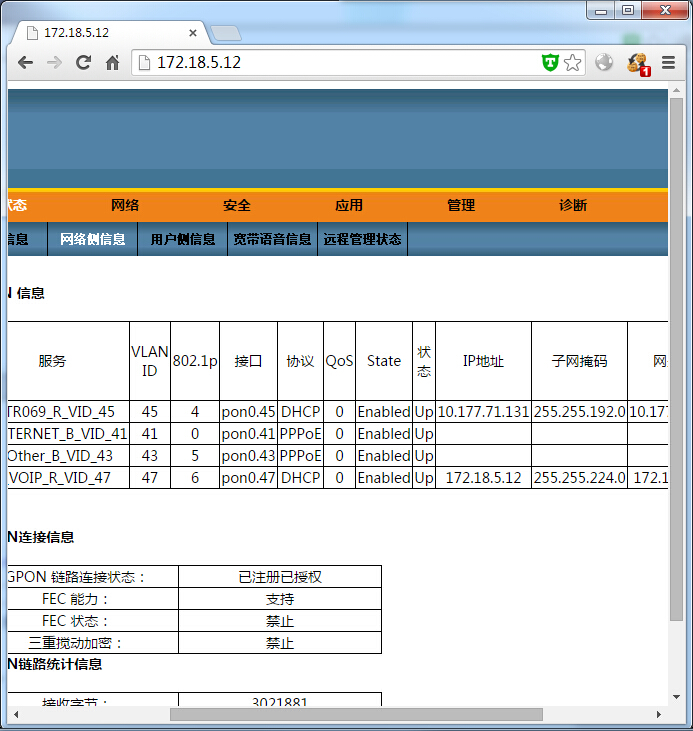 172.18.5.12
172.18.5.12
1
状态 网络 安全 应用 管理 诊断
信息 网络侧信息 用户侧信息 宽带语音信息 远程管理状态
N 信息
服务 VLAN ID 802.1p 接口 协议 QoS State 状态 IP地址 子网掩码 网
TR069_R_VID_45 45 4 pon0.45 DHCP 0 Enabled Up 10.177.71.131 255.255.192.0 10.177
TERNET_B_VID_41 41 0 pon0.41 PPPoE 0 Enabled Up
Other_B_VID_43 43 5 pon0.43 PPPoE 0 Enabled Up
_VOIP_R_VID_47 47 6 pon0.47 DHCP 0 Enabled Up 172.18.5.12 255.255.224.0 172.1
N连接信息
GPON 链路连接状态： 已注册已授权
FEC 能力： 支持
FEC 状态： 禁止
三重搅动加密： 禁止
N链路统计信息
接收字节： 3021881